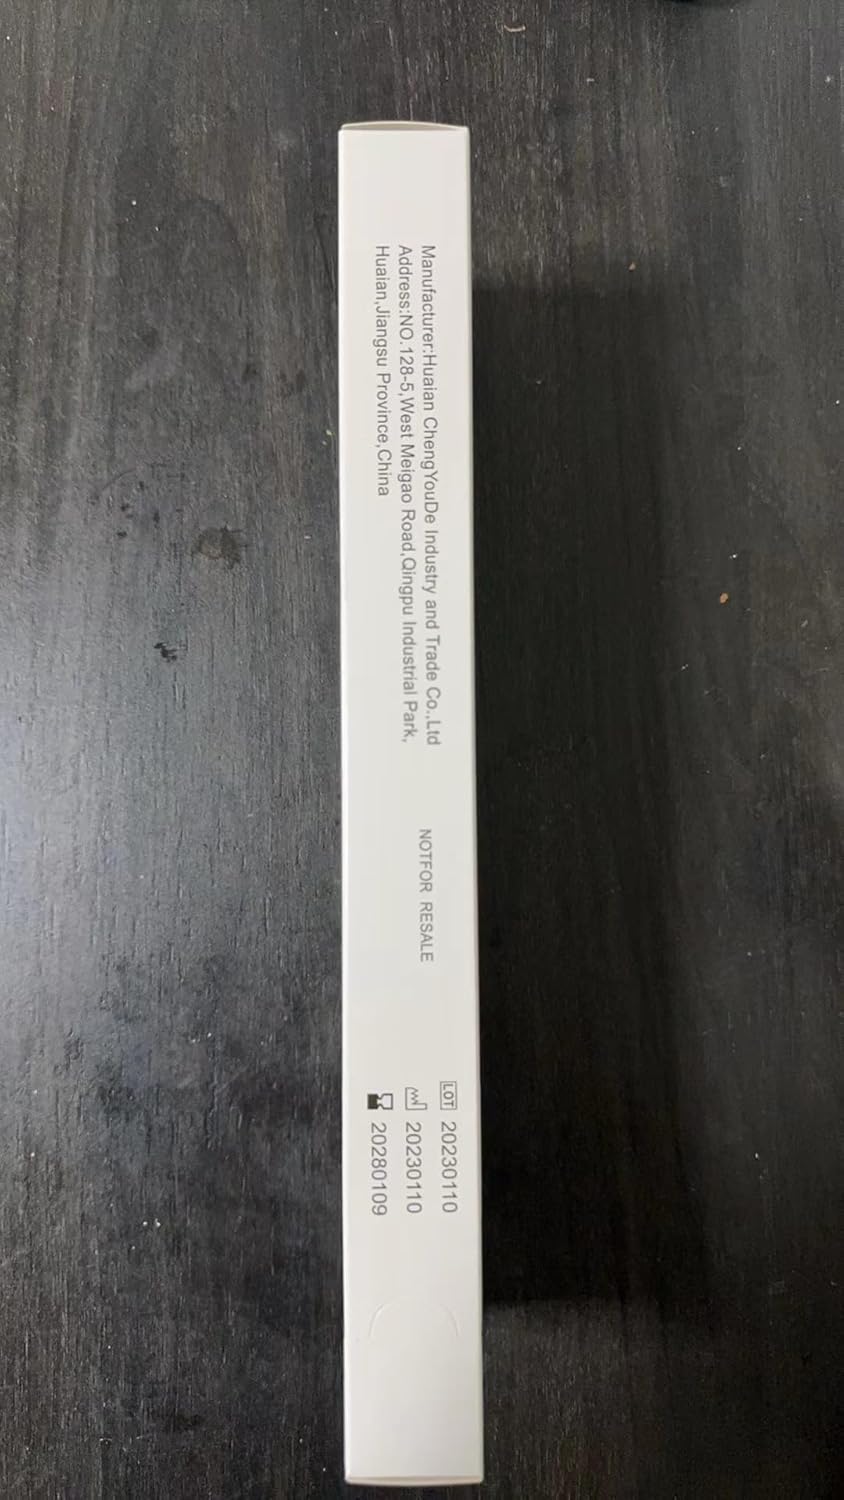 Manufacturer:Huaian ChengYouDe Industry and Trade Co.,Ltd
Address:NO.128-5,West Meigao Road,Qingpu Industrial Park,
Huaian,Jiangsu Province,China
NOTFOR RESALE
LOT 20230110
20230110
20280109